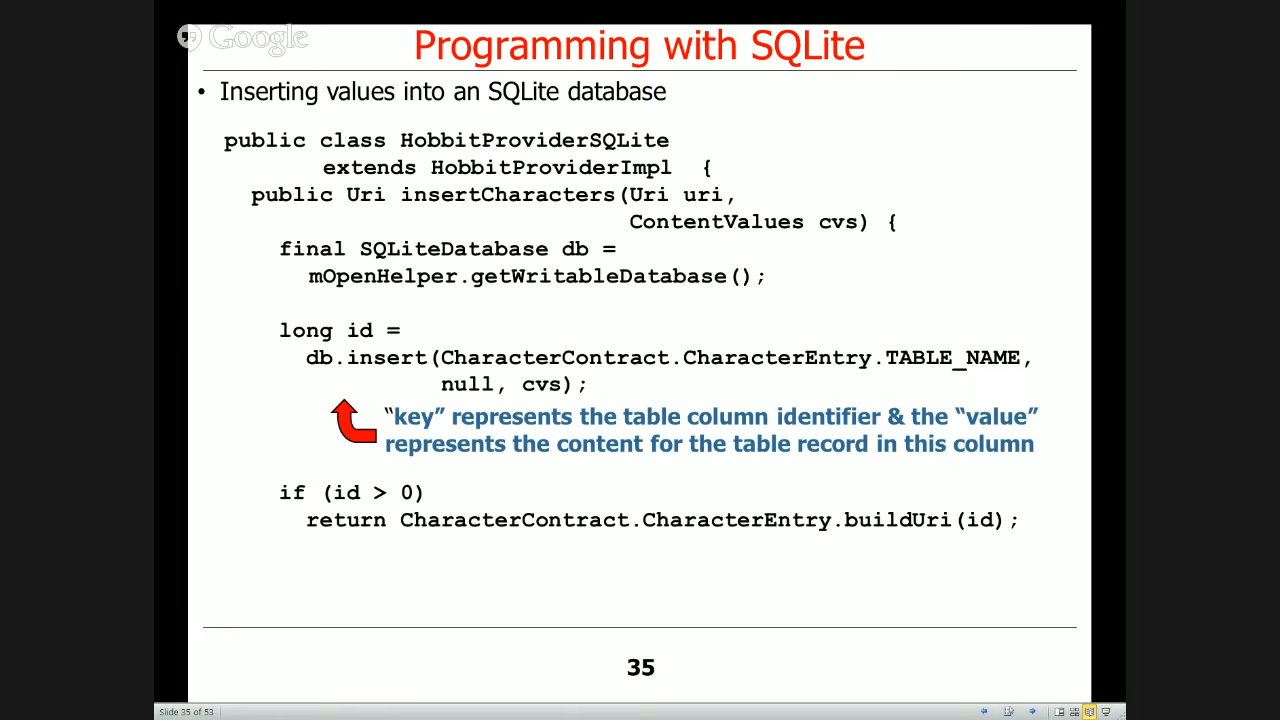 Google
Programming with SQLite
• Inserting values into an SQLite database
public class HobbitProviderSQLite
extends HobbitProviderImpl {
public Uri insertCharacters(Uri uri,
ContentValues cvs) {
final SQLiteDatabase db =
mOpenHelper.getWritableDatabase();
long id =
db.insert(CharacterContract.CharacterEntry.TABLE_NAME,
null, cvs);
“key” represents the table column identifier & the “value”
represents the content for the table record in this column
if (id > 0)
return CharacterContract.CharacterEntry.buildUri(id);
35
Slide 35 of 53